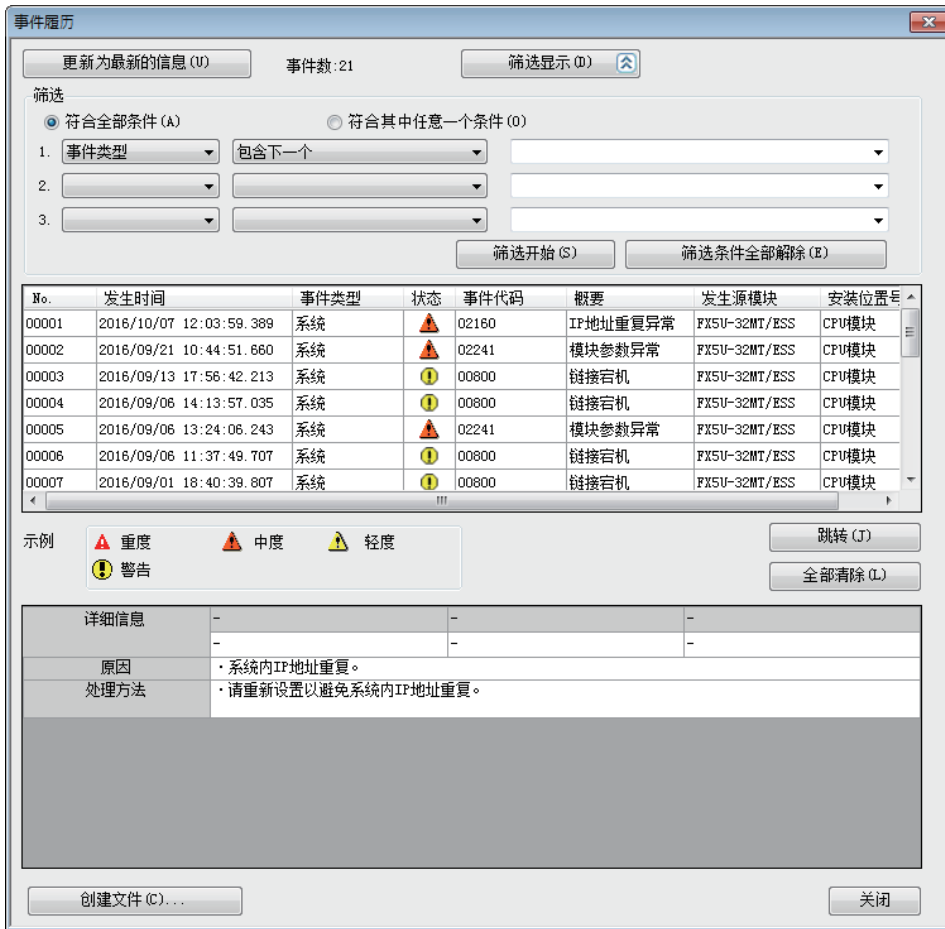 事件履历
更新为最新的信息(U) 事件数:21 筛选显示(D)
筛选
符合全部条件(A) 符合其中任意一个条件(O)
1. 事件类型 包含下一个
2.
3.
筛选开始(S) 筛选条件全部解除(E)
No. 发生时间 事件类型 状态 事件代码 概要 发生源模块 安装位置号
00001 2016/10/07 12:03:59.389 系统 02160 IP地址重复异常 FX5U-32MT/ESS CPU模块
00002 2016/09/21 10:44:51.660 系统 02241 模块参数异常 FX5U-32MT/ESS CPU模块
00003 2016/09/13 17:56:42.213 系统 00800 链接宕机 FX5U-32MT/ESS CPU模块
00004 2016/09/06 14:13:57.035 系统 00800 链接宕机 FX5U-32MT/ESS CPU模块
00005 2016/09/06 13:24:06.243 系统 02241 模块参数异常 FX5U-32MT/ESS CPU模块
00006 2016/09/06 11:37:49.707 系统 00800 链接宕机 FX5U-32MT/ESS CPU模块
00007 2016/09/01 18:40:39.807 系统 00800 链接宕机 FX5U-32MT/ESS CPU模块
示例 重度 中度 轻度 跳转(J)
警告 全部清除(L)
详细信息 - - -
- - -
原因 ·系统内IP地址重复。
处理方法 ·请重新设置以避免系统内IP地址重复。
创建文件(C)... 关闭